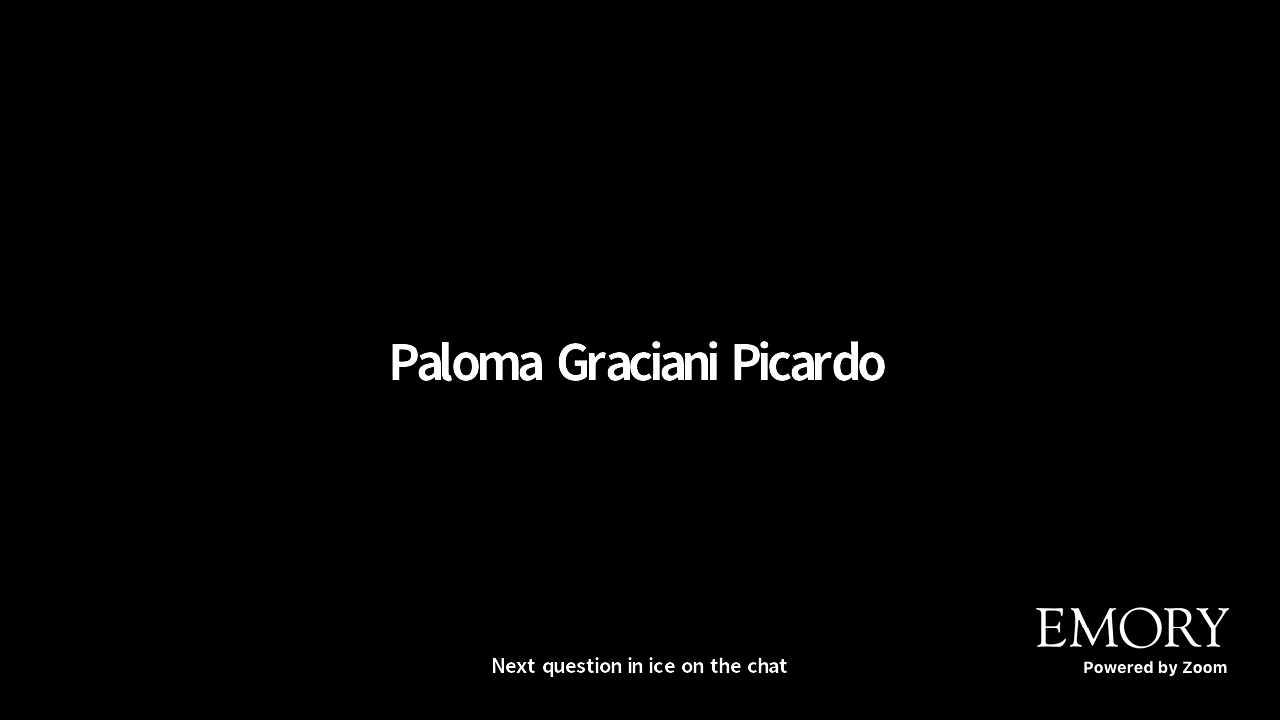 Paloma Graciani Picardo
EMORY
Next question in ice on the chat
Powered by Zoom